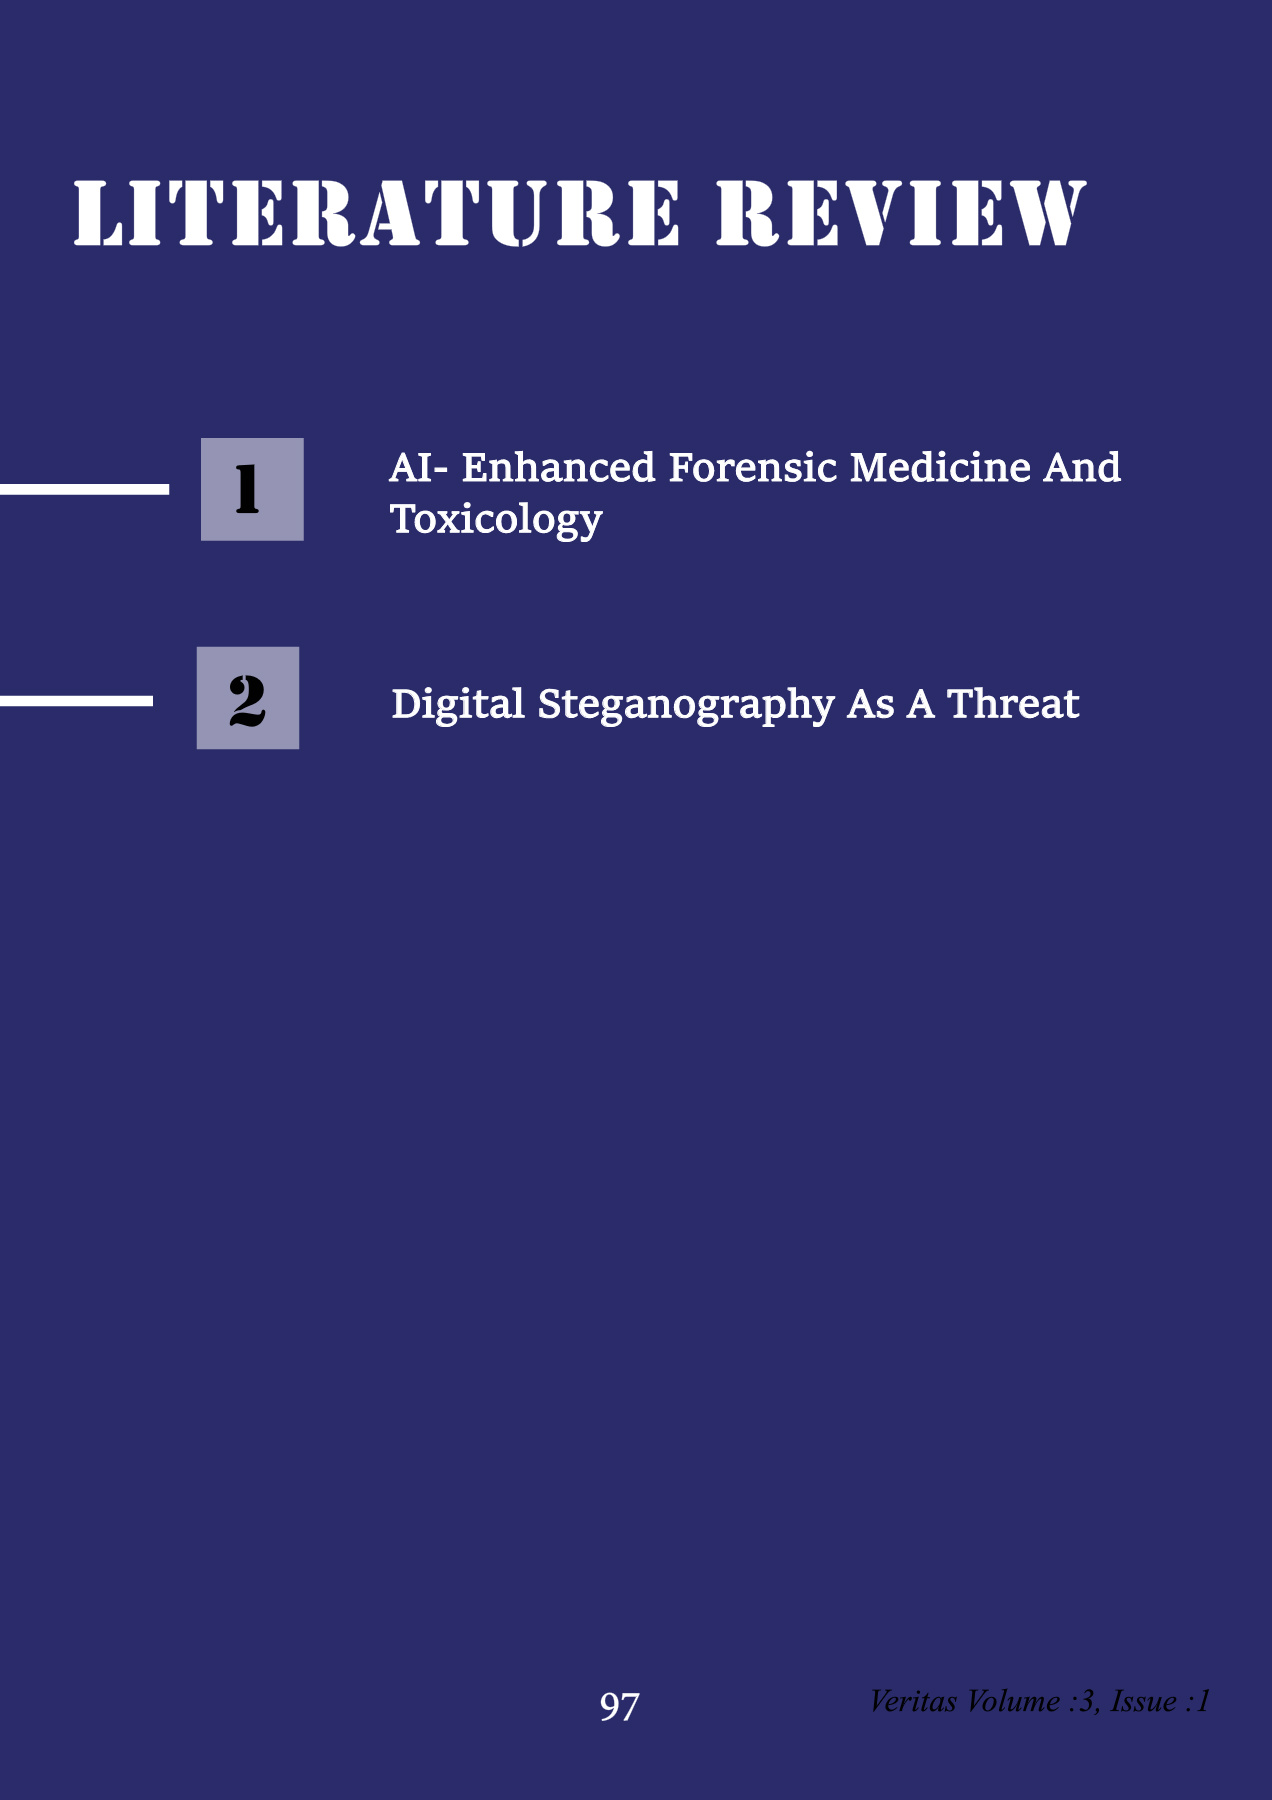 LITERATURE REVIEW
1
AI- Enhanced Forensic Medicine And
Toxicology
2
Digital Steganography As A Threat
97
Veritas Volume :3, Issue :1